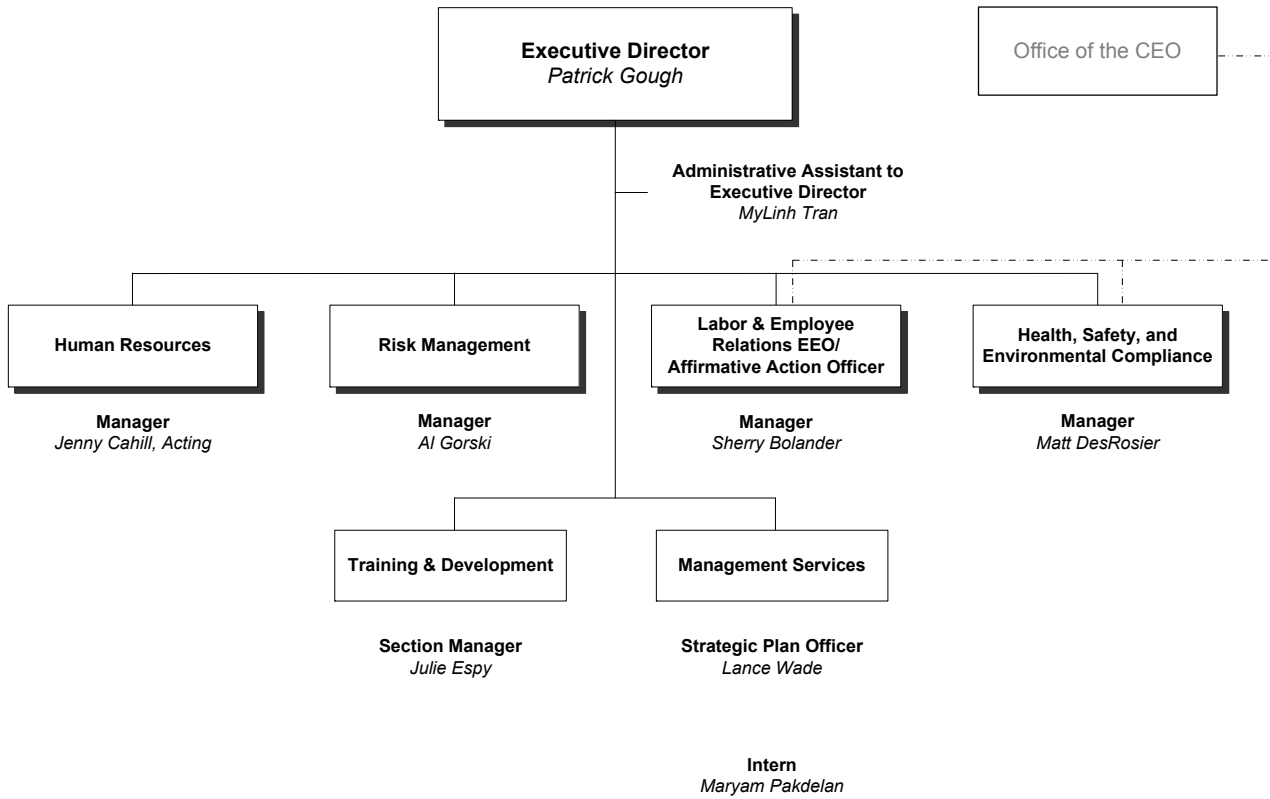 Executive Director
Patrick Gough
Office of the CEO
Administrative Assistant to
Executive Director
MyLinh Tran
Human Resources
Manager
Jenny Cahill, Acting
Risk Management
Manager
Al Gorski
Labor & Employee
Relations EEO/
Affirmative Action Officer
Manager
Sherry Bolander
Health, Safety, and
Environmental Compliance
Manager
Matt DesRosier
Training & Development
Section Manager
Julie Espy
Management Services
Strategic Plan Officer
Lance Wade
Intern
Maryam Pakdelan